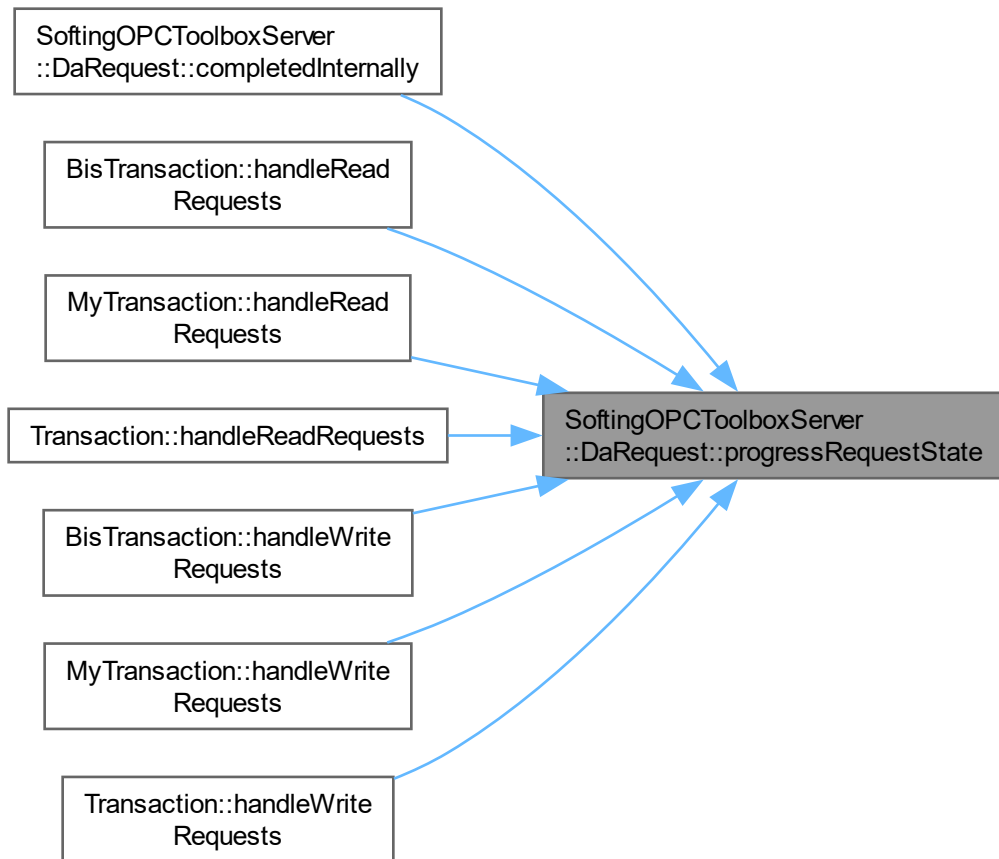 SoftingOPCToolboxServer
::DaRequest::completedInternally
BisTransaction::handleRead
Requests
MyTransaction::handleRead
Requests
Transaction::handleReadRequests
BisTransaction::handleWrite
Requests
MyTransaction::handleWrite
Requests
Transaction::handleWrite
Requests
SoftingOPCToolboxServer
::DaRequest::progressRequestState